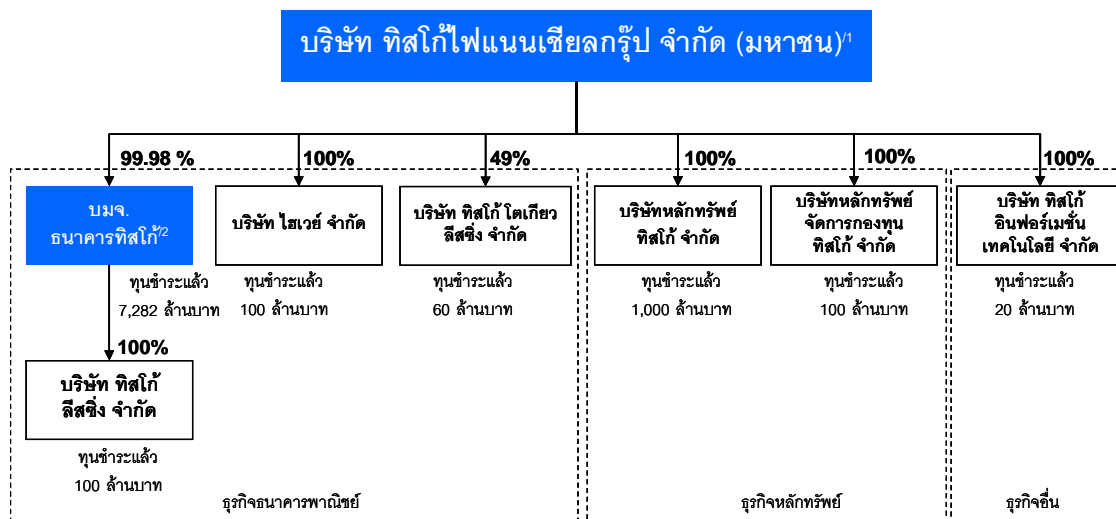 บริษัท ทิสโก้ไฟแนนเชียลกรุ๊ป จำกัด (มหาชน)/1
99.98 %
100%
49%
100%
100%
100%
บมจ.
ธนาคารทิสโก้/2
บริษัท ไฮเวย์ จำกัด
บริษัท ทิสโก้ โตเกียว
ลีสซิ่ง จำกัด
บริษัทหลักทรัพย์
ทิสโก้ จำกัด
บริษัทหลักทรัพย์
จัดการกองทุน
ทิสโก้ จำกัด
บริษัท ทิสโก้
อินฟอร์เมชั่น
เทคโนโลยี จำกัด
ทุนชำระแล้ว
7,282 ล้านบาท
ทุนชำระแล้ว
100 ล้านบาท
ทุนชำระแล้ว
60 ล้านบาท
ทุนชำระแล้ว
1,000 ล้านบาท
ทุนชำระแล้ว
100 ล้านบาท
ทุนชำระแล้ว
20 ล้านบาท
100%
บริษัท ทิสโก้
ลีสซิ่ง จำกัด
ทุนชำระแล้ว
100 ล้านบาท
ธุรกิจธนาคารพาณิชย์
ธุรกิจหลักทรัพย์
ธุรกิจอื่น